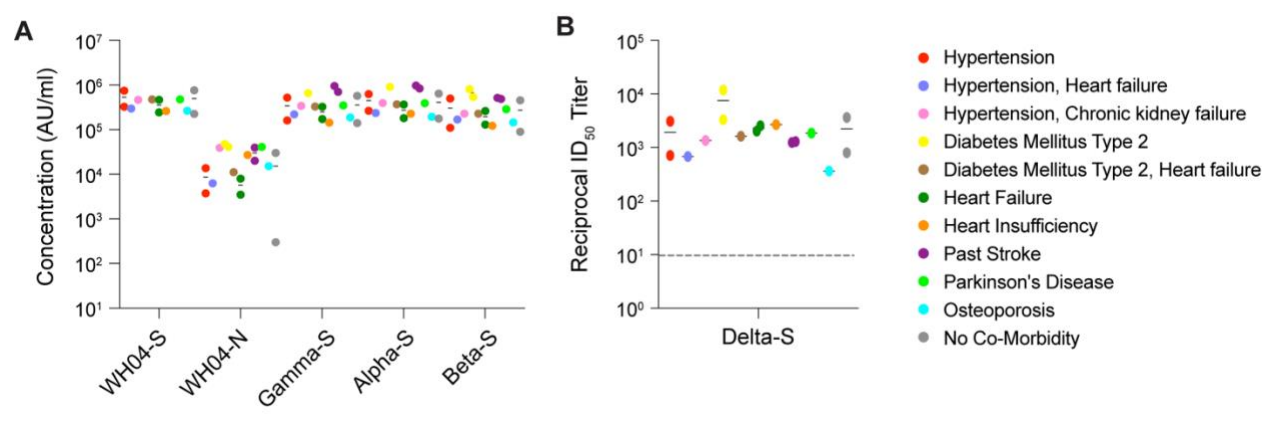 A
Concentration (AU/ml)
10⁷
10⁶
10⁵
10⁴
10³
10²
10¹
WH04-S
WH04-N
Gamma-S
Alpha-S
Beta-S
B
Reciprocal ID₅₀ Titer
10⁵
10⁴
10³
10²
10¹
10⁰
Delta-S
Hypertension
Hypertension, Heart failure
Hypertension, Chronic kidney failure
Diabetes Mellitus Type 2
Diabetes Mellitus Type 2, Heart failure
Heart Failure
Heart Insufficiency
Past Stroke
Parkinson's Disease
Osteoporosis
No Co-Morbidity